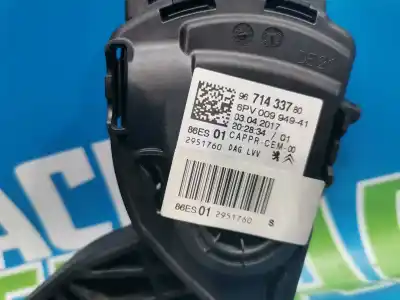 DE21
96 714 337 80
6PV 009 949-41
03.04.2017
20:28:34 / 01
86ES 01 CAPPR-CEM-00
2951760 DAG LVV
86ES 01 2951760 S